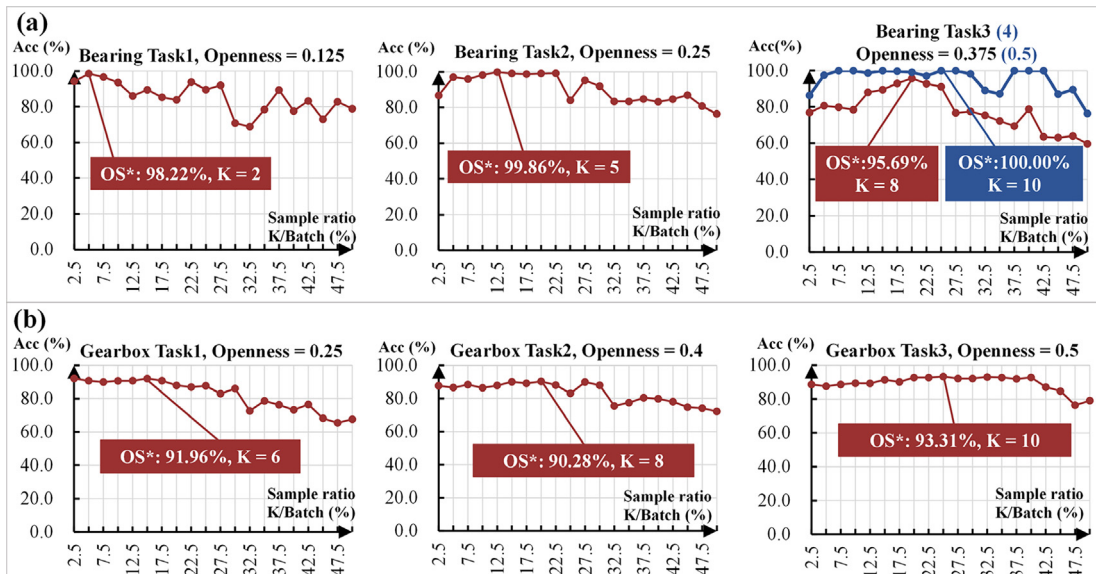 (a)
Acc (%)
Bearing Task1, Openness = 0.125
100.0
80.0
60.0
40.0
20.0
0.0
OS*: 98.22%, K = 2
Sample ratio
K/Batch (%)
2.5
7.5
12.5
17.5
22.5
27.5
32.5
37.5
42.5
47.5
Acc (%)
Bearing Task2, Openness = 0.25
100.0
80.0
60.0
40.0
20.0
0.0
OS*: 99.86%, K = 5
Sample ratio
K/Batch (%)
2.5
7.5
12.5
17.5
22.5
27.5
32.5
37.5
42.5
47.5
Bearing Task3 (4)
Acc(%)
Openness = 0.375 (0.5)
100.0
80.0
60.0
40.0
20.0
0.0
OS*:95.69%
K = 8
OS*:100.00%
K = 10
Sample ratio
K/Batch (%)
2.5
7.5
12.5
17.5
22.5
27.5
32.5
37.5
42.5
47.5
(b)
Acc (%)
Gearbox Task1, Openness = 0.25
100.0
80.0
60.0
40.0
20.0
0.0
OS*: 91.96%, K = 6
Sample ratio
K/Batch (%)
2.5
7.5
12.5
17.5
22.5
27.5
32.5
37.5
42.5
47.5
Acc (%)
Gearbox Task2, Openness = 0.4
100.0
80.0
60.0
40.0
20.0
0.0
OS*: 90.28%, K = 8
Sample ratio
K/Batch (%)
2.5
7.5
12.5
17.5
22.5
27.5
32.5
37.5
42.5
47.5
Acc (%)
Gearbox Task3, Openness = 0.5
100.0
80.0
60.0
40.0
20.0
0.0
OS*: 93.31%, K = 10
Sample ratio
K/Batch (%)
2.5
7.5
12.5
17.5
22.5
27.5
32.5
37.5
42.5
47.5